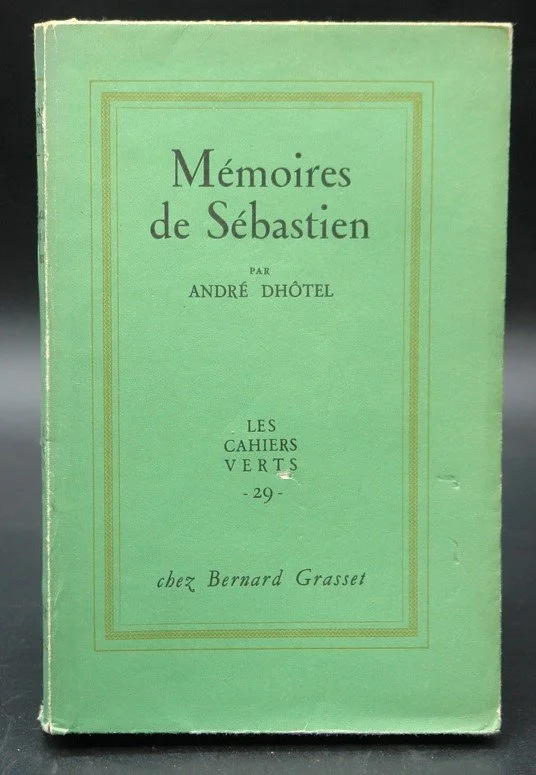 Mémoires
de Sébastien
PAR
ANDRÉ DHÔTEL
LES
CAHIERS
VERTS
- 29 -
chez Bernard Grasset